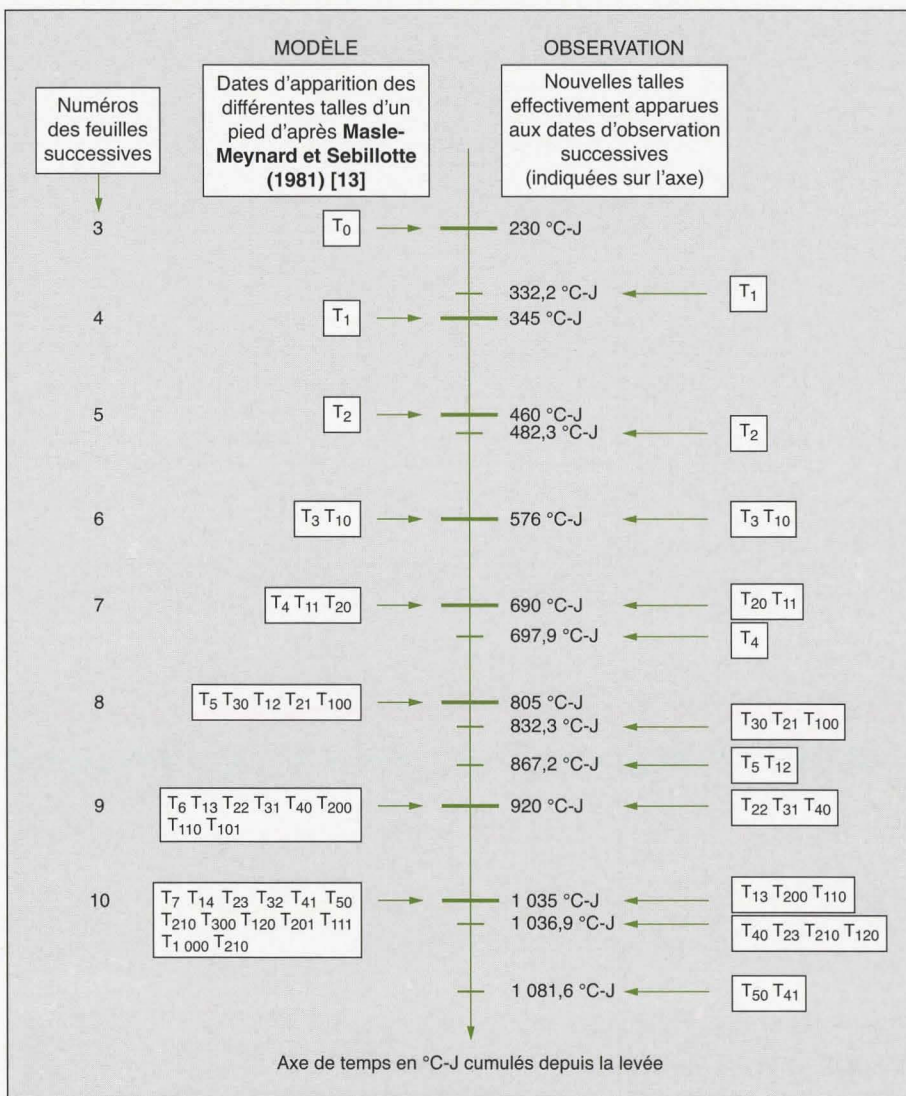 MODÈLE
OBSERVATION
Numéros
des feuilles
successives
Dates d'apparition des
différentes talles d'un
pied d'après Masle-
Meynard et Sebillotte
(1981) [13]
Nouvelles talles
effectivement apparues
aux dates d'observation
successives
(indiquées sur l'axe)
3 T0 230 °C-J
332,2 °C-J T1
4 T1 345 °C-J
5 T2 460 °C-J
482,3 °C-J T2
6 T3 T10 576 °C-J T3 T10
7 T4 T11 T20 690 °C-J T20 T11
697,9 °C-J T4
8 T5 T30 T12 T21 T100 805 °C-J
832,3 °C-J T30 T21 T100
867,2 °C-J T5 T12
9 T6 T13 T22 T31 T40 T200 920 °C-J T22 T31 T40
T110 T101
10 T7 T14 T23 T32 T41 T50 1 035 °C-J T13 T200 T110
T210 T300 T120 T201 T111
T1 000 T210
1 036,9 °C-J T40 T23 T210 T120
1 081,6 °C-J T50 T41
Axe de temps en °C-J cumulés depuis la levée